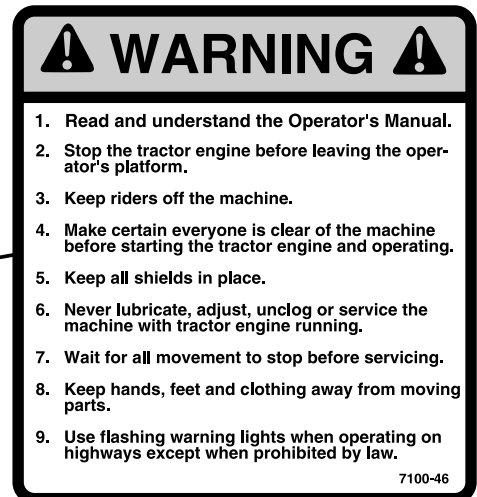 WARNING
1. Read and understand the Operator's Manual.
2. Stop the tractor engine before leaving the oper-
ator's platform.
3. Keep riders off the machine.
4. Make certain everyone is clear of the machine
before starting the tractor engine and operating.
5. Keep all shields in place.
6. Never lubricate, adjust, unclog or service the
machine with tractor engine running.
7. Wait for all movement to stop before servicing.
8. Keep hands, feet and clothing away from moving
parts.
9. Use flashing warning lights when operating on
highways except when prohibited by law.
7100-46